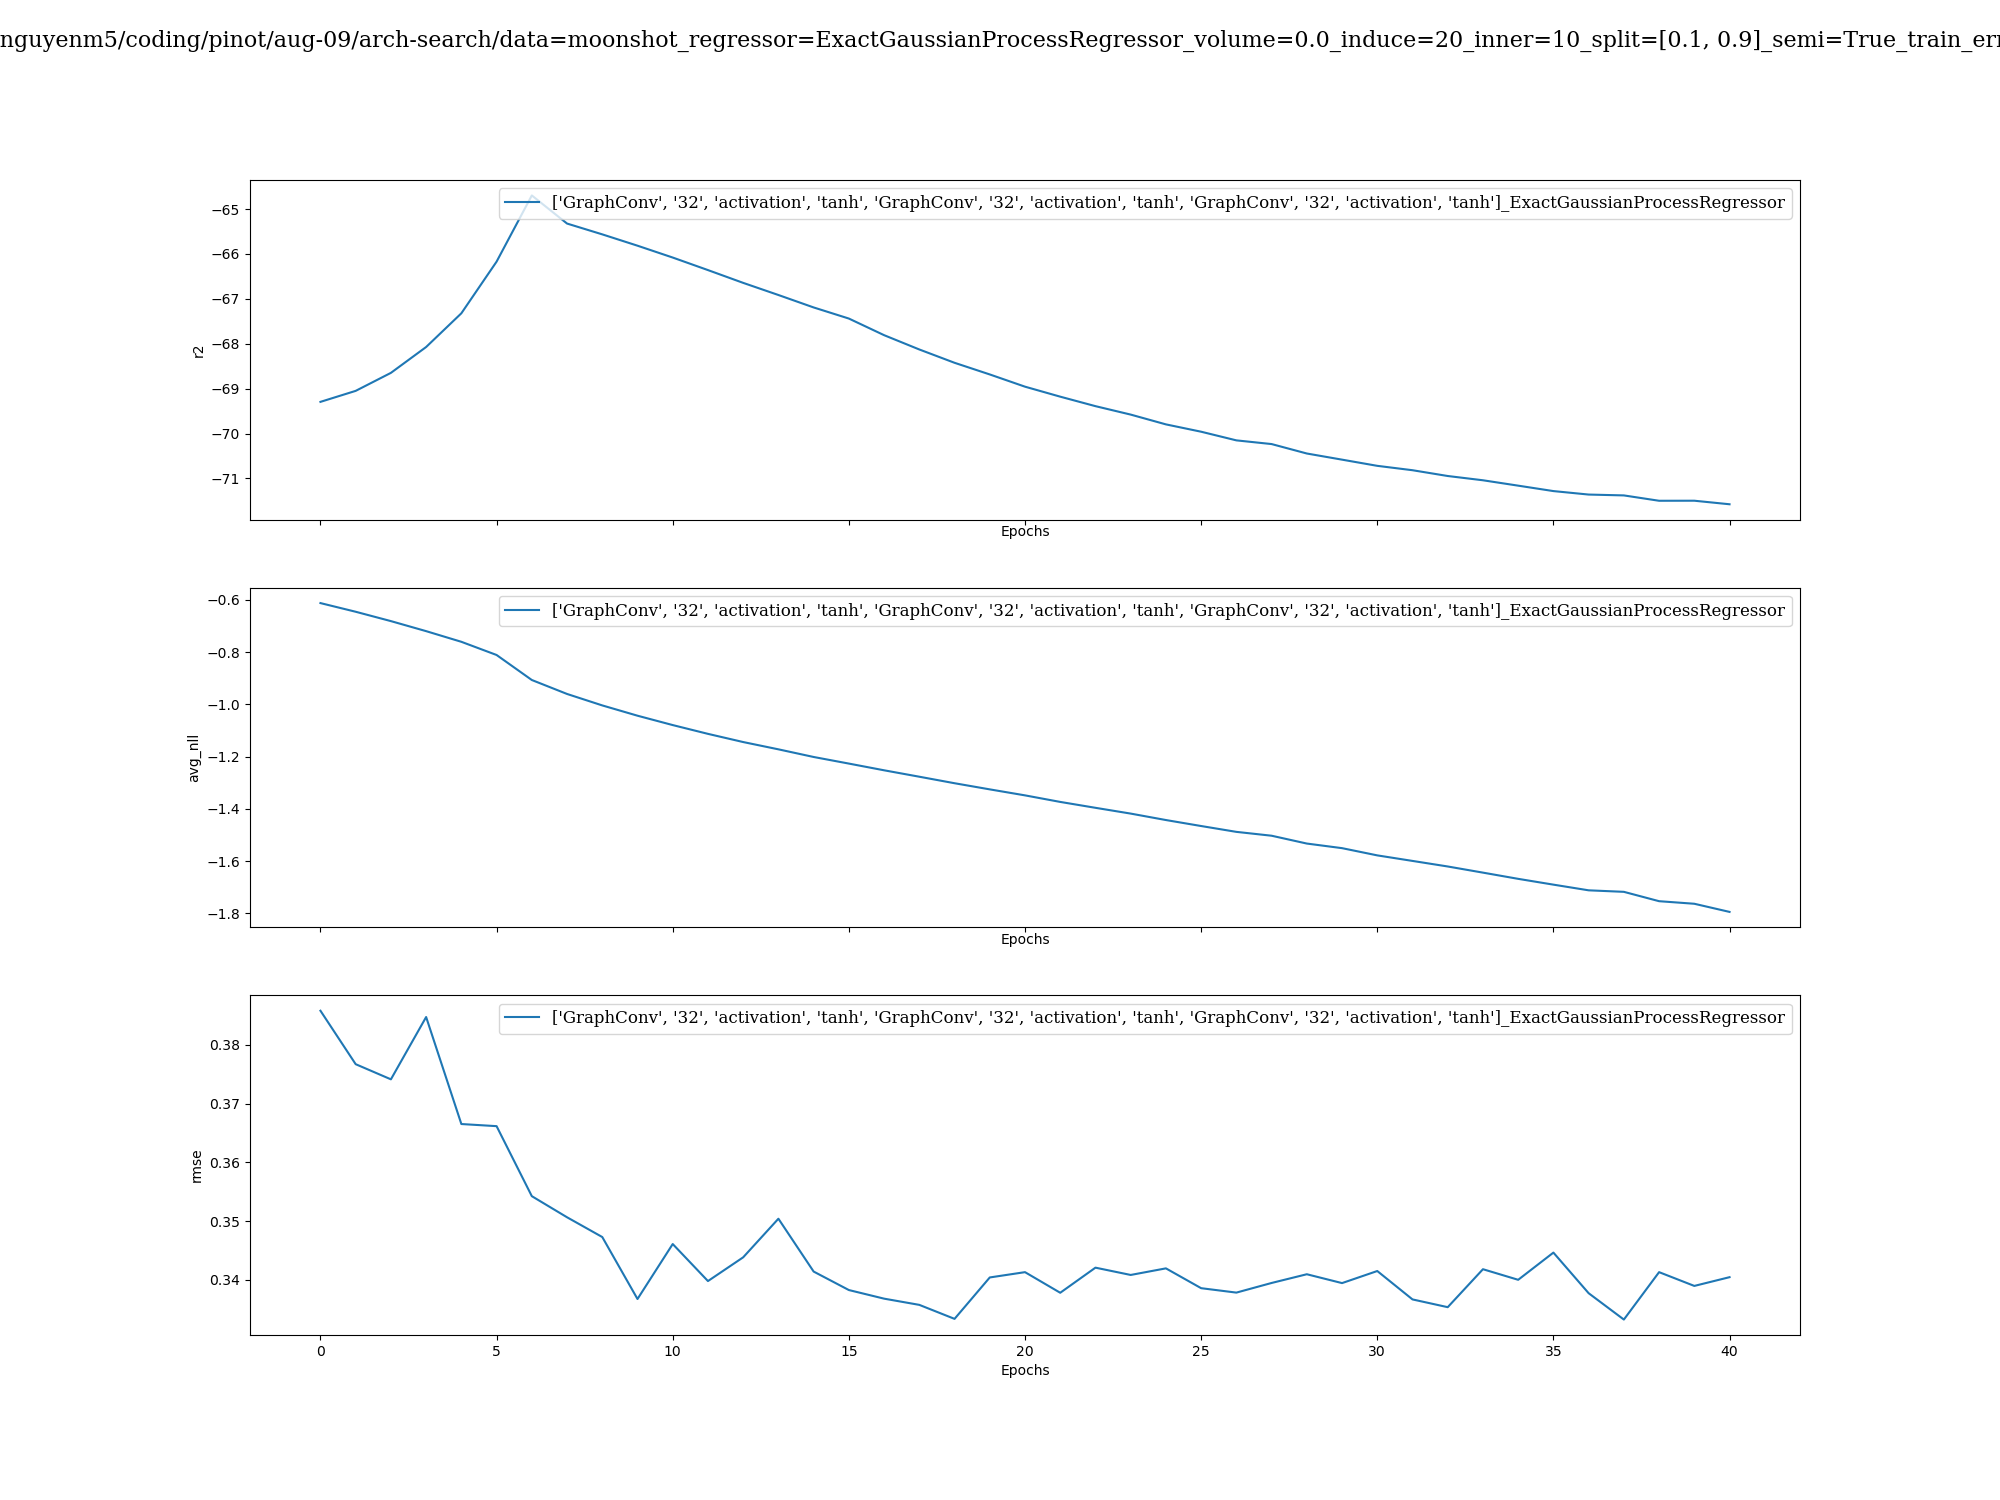 nguyenm5/coding/pinot/aug-09/arch-search/data=moonshot_regressor=ExactGaussianProcessRegressor_volume=0.0_induce=20_inner=10_split=[0.1, 0.9]_semi=True_train_err
['GraphConv', '32', 'activation', 'tanh', 'GraphConv', '32', 'activation', 'tanh', 'GraphConv', '32', 'activation', 'tanh']_ExactGaussianProcessRegressor
−65
−66
−67
−68
−69
−70
−71
r2
Epochs
['GraphConv', '32', 'activation', 'tanh', 'GraphConv', '32', 'activation', 'tanh', 'GraphConv', '32', 'activation', 'tanh']_ExactGaussianProcessRegressor
−0.6
−0.8
−1.0
−1.2
−1.4
−1.6
−1.8
avg_nll
Epochs
['GraphConv', '32', 'activation', 'tanh', 'GraphConv', '32', 'activation', 'tanh', 'GraphConv', '32', 'activation', 'tanh']_ExactGaussianProcessRegressor
0.38
0.37
0.36
0.35
0.34
rmse
0 5 10 15 20 25 30 35 40
Epochs